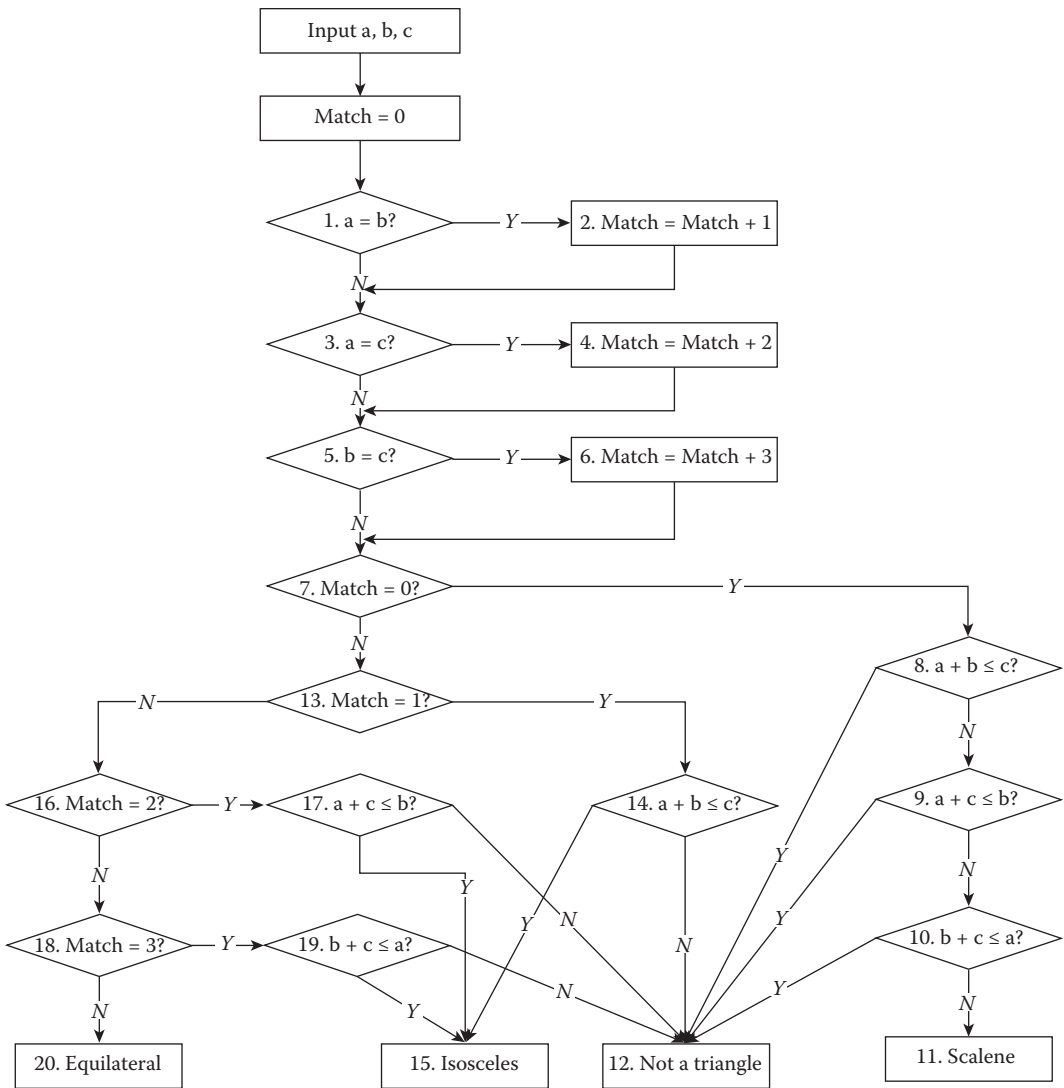 Input a, b, c
Match = 0
1. a = b?
Y
2. Match = Match + 1
N
3. a = c?
Y
4. Match = Match + 2
N
5. b = c?
Y
6. Match = Match + 3
N
7. Match = 0?
Y
N
8. a + b ≤ c?
13. Match = 1?
N
Y
N
16. Match = 2?
Y
17. a + c ≤ b?
14. a + b ≤ c?
9. a + c ≤ b?
Y
N
Y
N
Y
N
Y
18. Match = 3?
Y
19. b + c ≤ a?
N
10. b + c ≤ a?
N
Y
N
Y
N
20. Equilateral
15. Isosceles
12. Not a triangle
11. Scalene